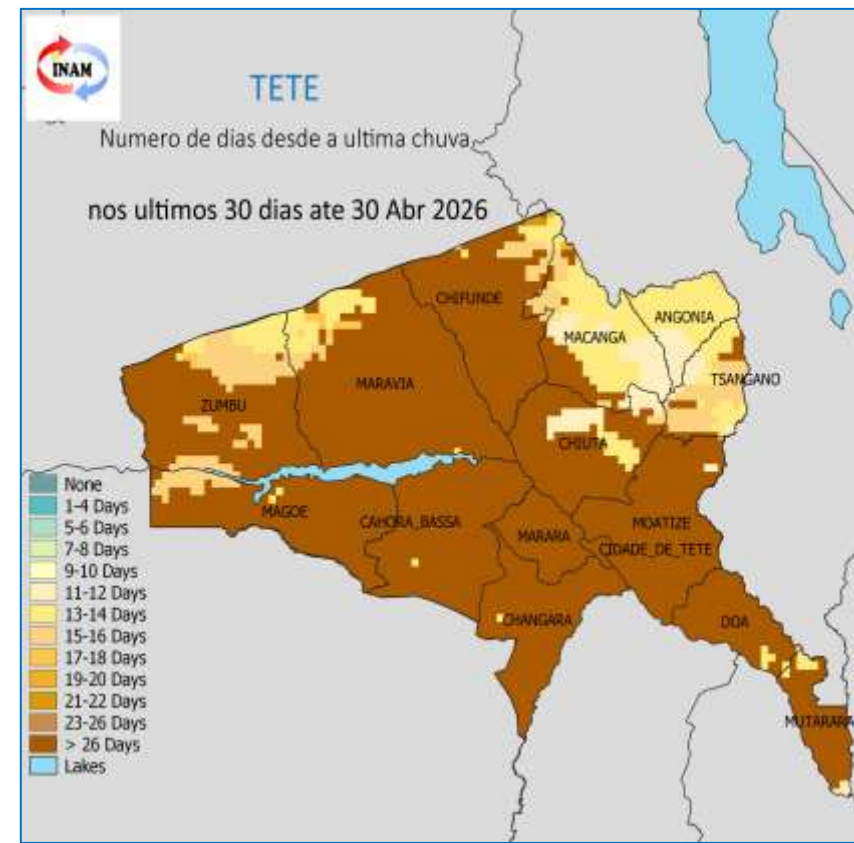 INAM
TETE
Numero de dias desde a ultima chuva
nos ultimos 30 dias ate 30 Abr 2026
CHIFUNDE
MACANGA
ANGONIA
TSANGANO
MARAVIA
ZUMBU
CHIUTA
MAGOE
CAHORA_BASSA
MARARA
MOATIZE
CIDADE_DE_TETE
CHANGARA
DOA
MUTARARA
None
1-4 Days
5-6 Days
7-8 Days
9-10 Days
11-12 Days
13-14 Days
15-16 Days
17-18 Days
19-20 Days
21-22 Days
23-26 Days
> 26 Days
Lakes